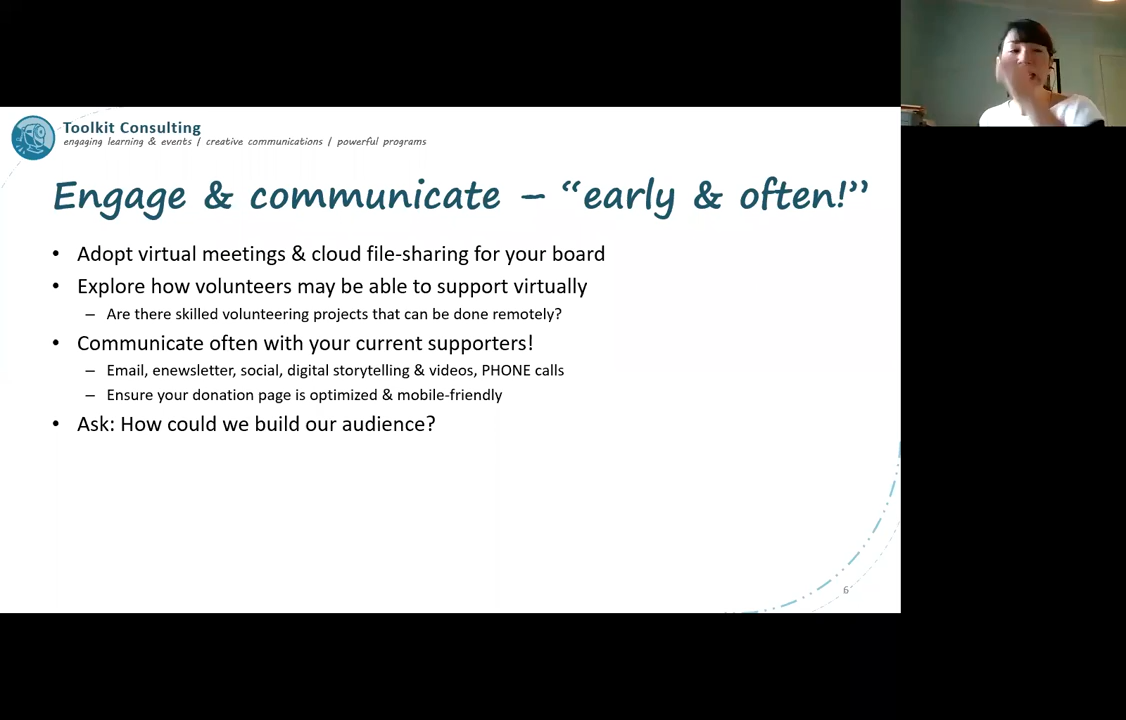 Toolkit Consulting
engaging learning & events / creative communications / powerful programs
Engage & communicate – “early & often!”
• Adopt virtual meetings & cloud file-sharing for your board
• Explore how volunteers may be able to support virtually
– Are there skilled volunteering projects that can be done remotely?
• Communicate often with your current supporters!
– Email, enewsletter, social, digital storytelling & videos, PHONE calls
– Ensure your donation page is optimized & mobile-friendly
• Ask: How could we build our audience?
6